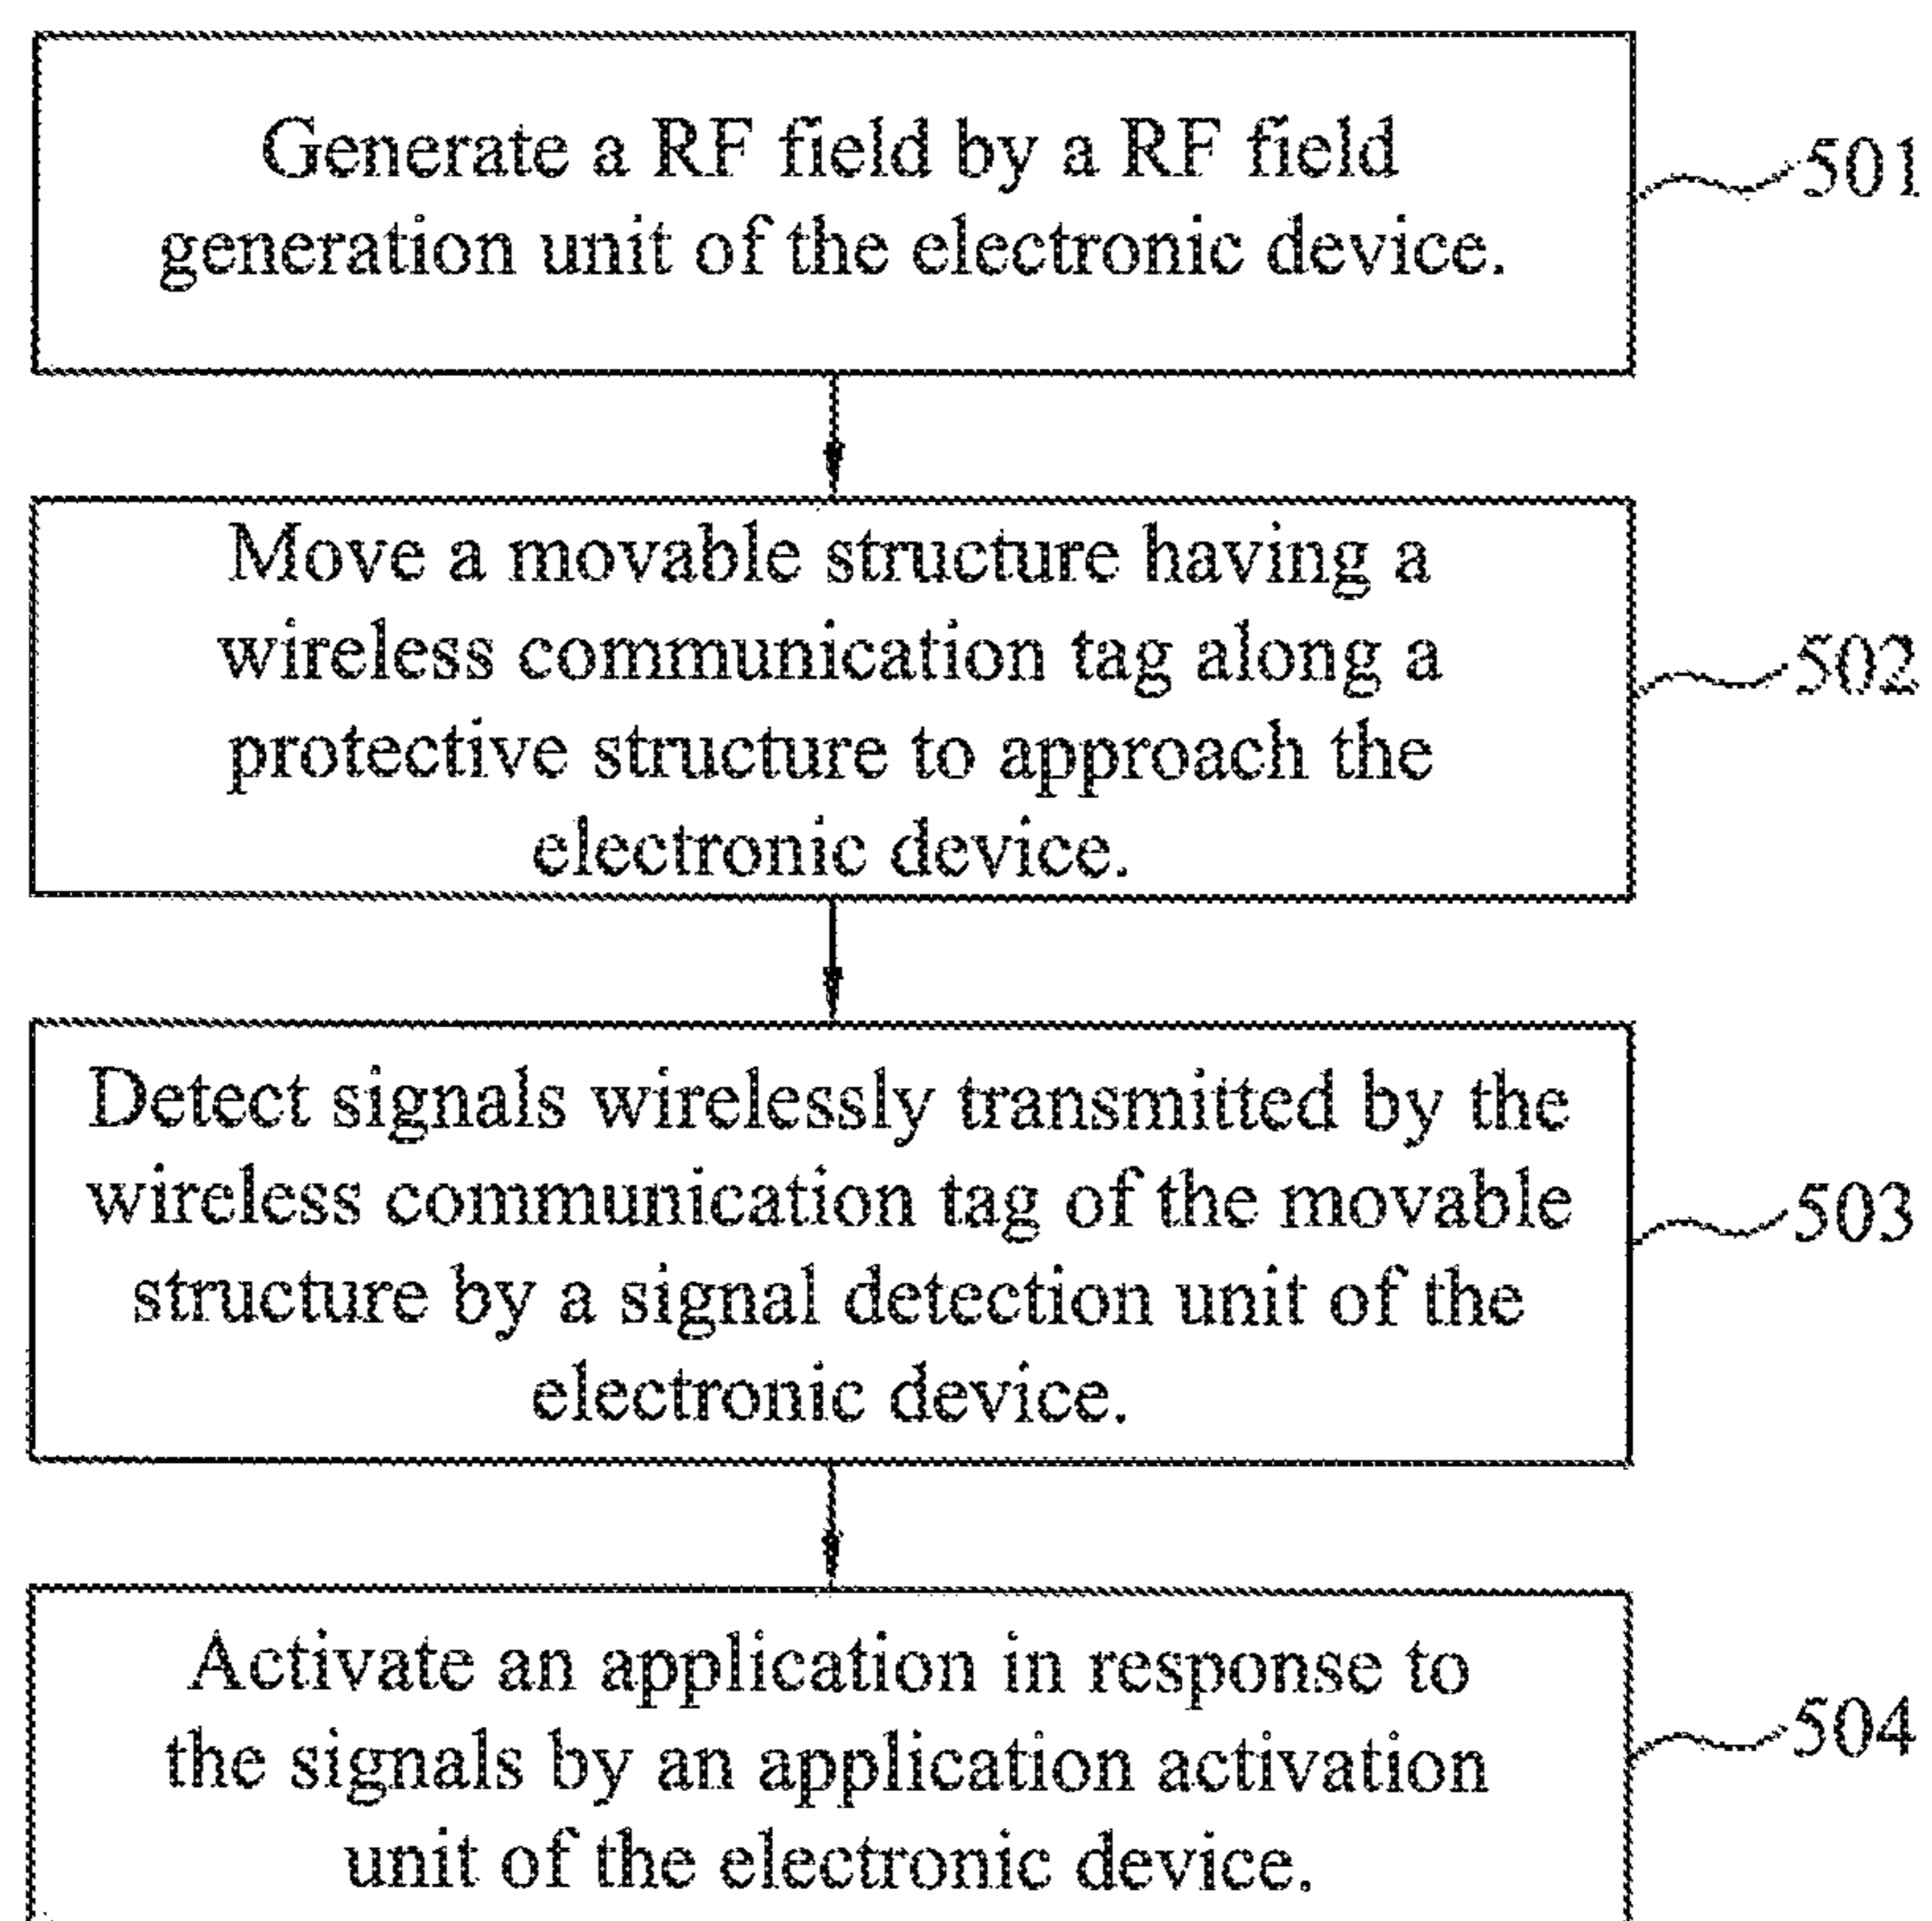 Generate a RF field by a RF field
generation unit of the electronic device.
501
Move a movable structure having a
wireless communication tag along a
protective structure to approach the
electronic device.
502
Detect signals wirelessly transmitted by the
wireless communication tag of the movable
structure by a signal detection unit of the
electronic device.
503
Activate an application in response to
the signals by an application activation
unit of the electronic device.
504